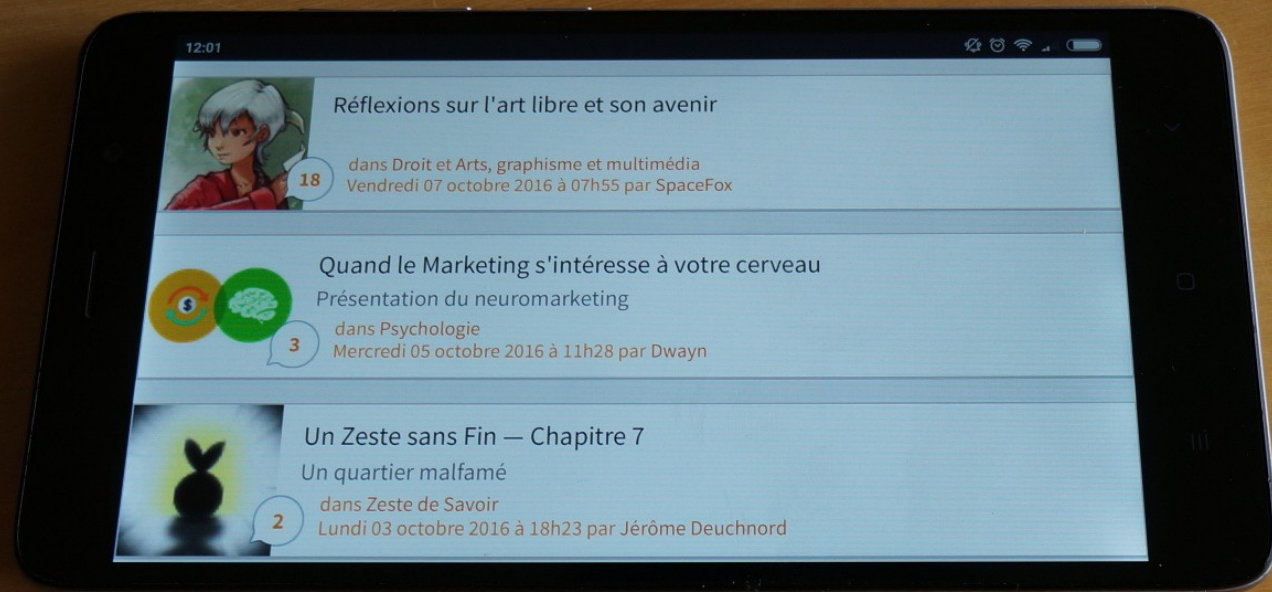 12:01
Réflexions sur l'art libre et son avenir
dans Droit et Arts, graphisme et multimédia
18
Vendredi 07 octobre 2016 à 07h55 par SpaceFox
Quand le Marketing s'intéresse à votre cerveau
Présentation du neuromarketing
$
dans Psychologie
3
Mercredi 05 octobre 2016 à 11h28 par Dwayn
Un Zeste sans Fin — Chapitre 7
Un quartier malfamé
dans Zeste de Savoir
2
Lundi 03 octobre 2016 à 18h23 par Jérôme Deuchnord